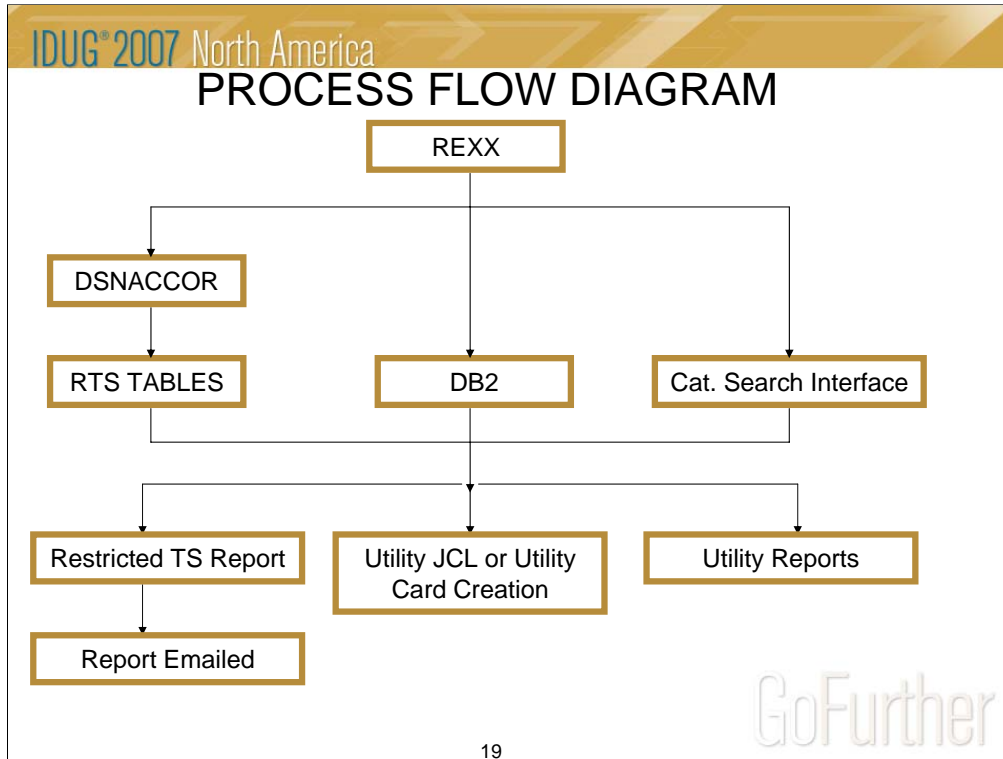 IDUG® 2007 North America
PROCESS FLOW DIAGRAM
REXX
DSNACCOR
RTS TABLES
DB2
Cat. Search Interface
Restricted TS Report
Utility JCL or Utility
Card Creation
Utility Reports
Report Emailed
GoFurther
19